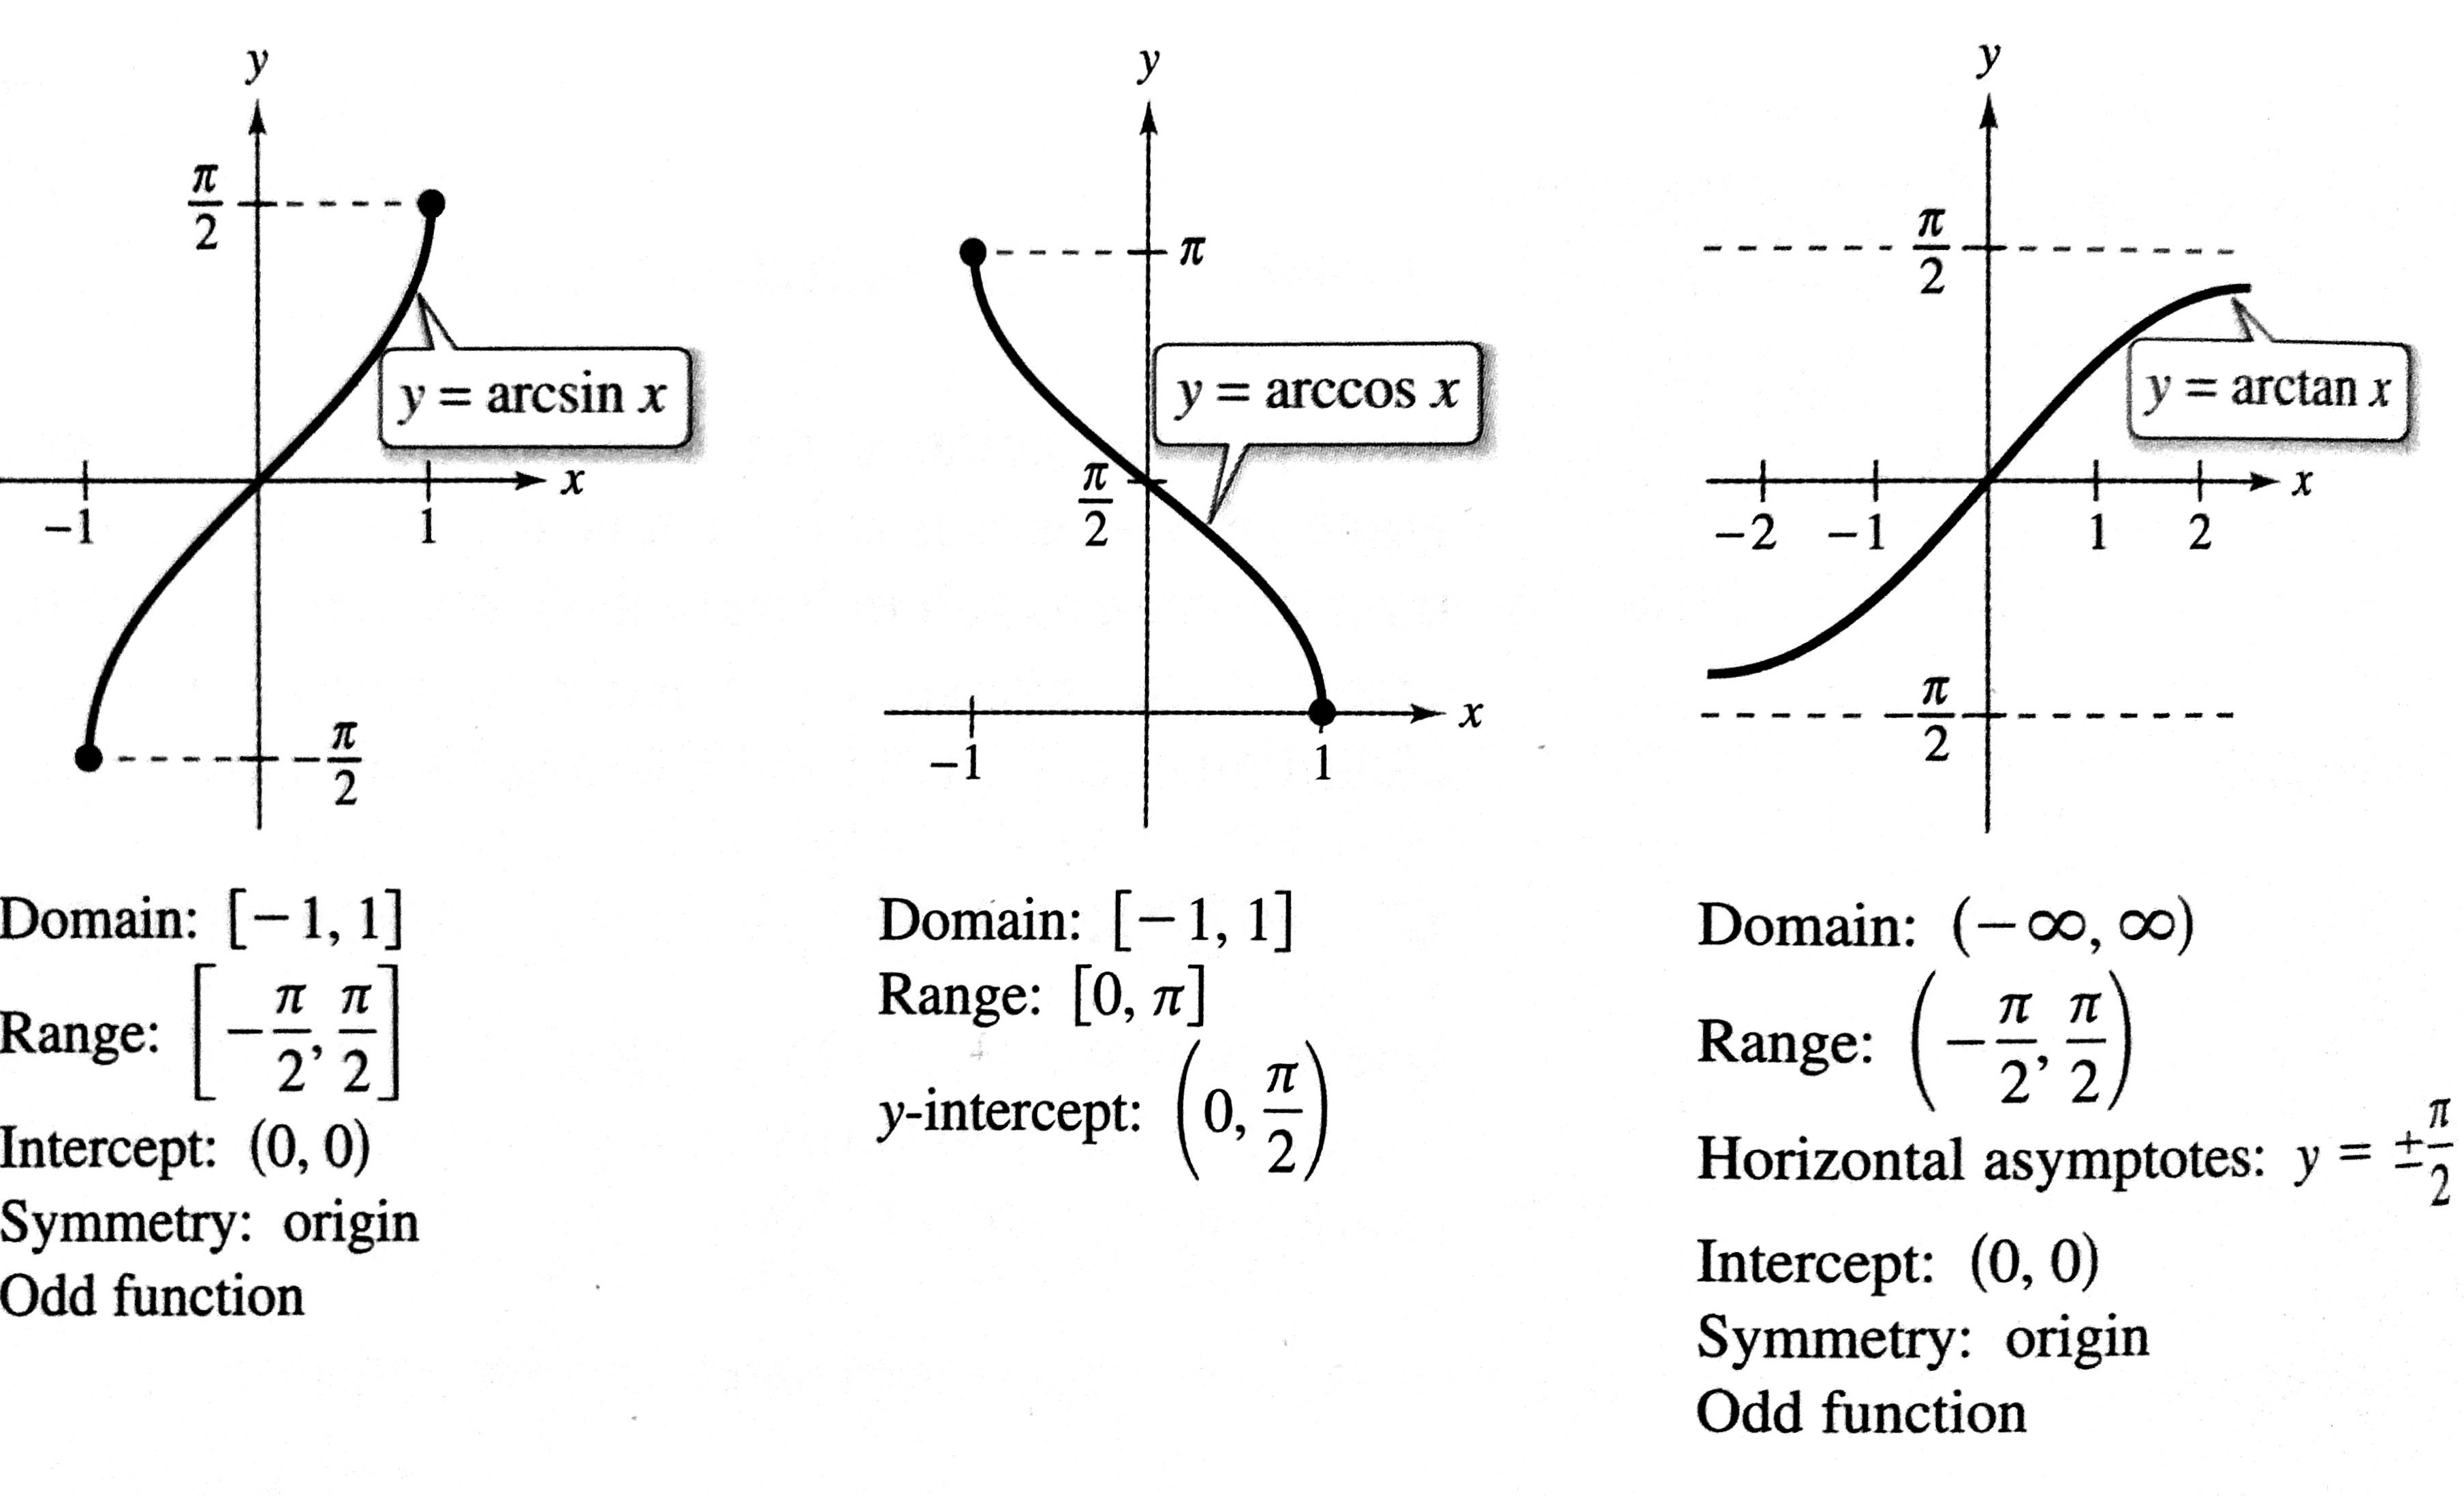 y
π/2
y = arcsin x
x
−1
1
−π/2
Domain: [−1, 1]
Range: [−π/2, π/2]
Intercept: (0, 0)
Symmetry: origin
Odd function
y
π
y = arccos x
π/2
x
−1
1
Domain: [−1, 1]
Range: [0, π]
y-intercept: (0, π/2)
y
π/2
y = arctan x
x
−2
−1
1
2
−π/2
Domain: (−∞, ∞)
Range: (−π/2, π/2)
Horizontal asymptotes: y = ±π/2
Intercept: (0, 0)
Symmetry: origin
Odd function